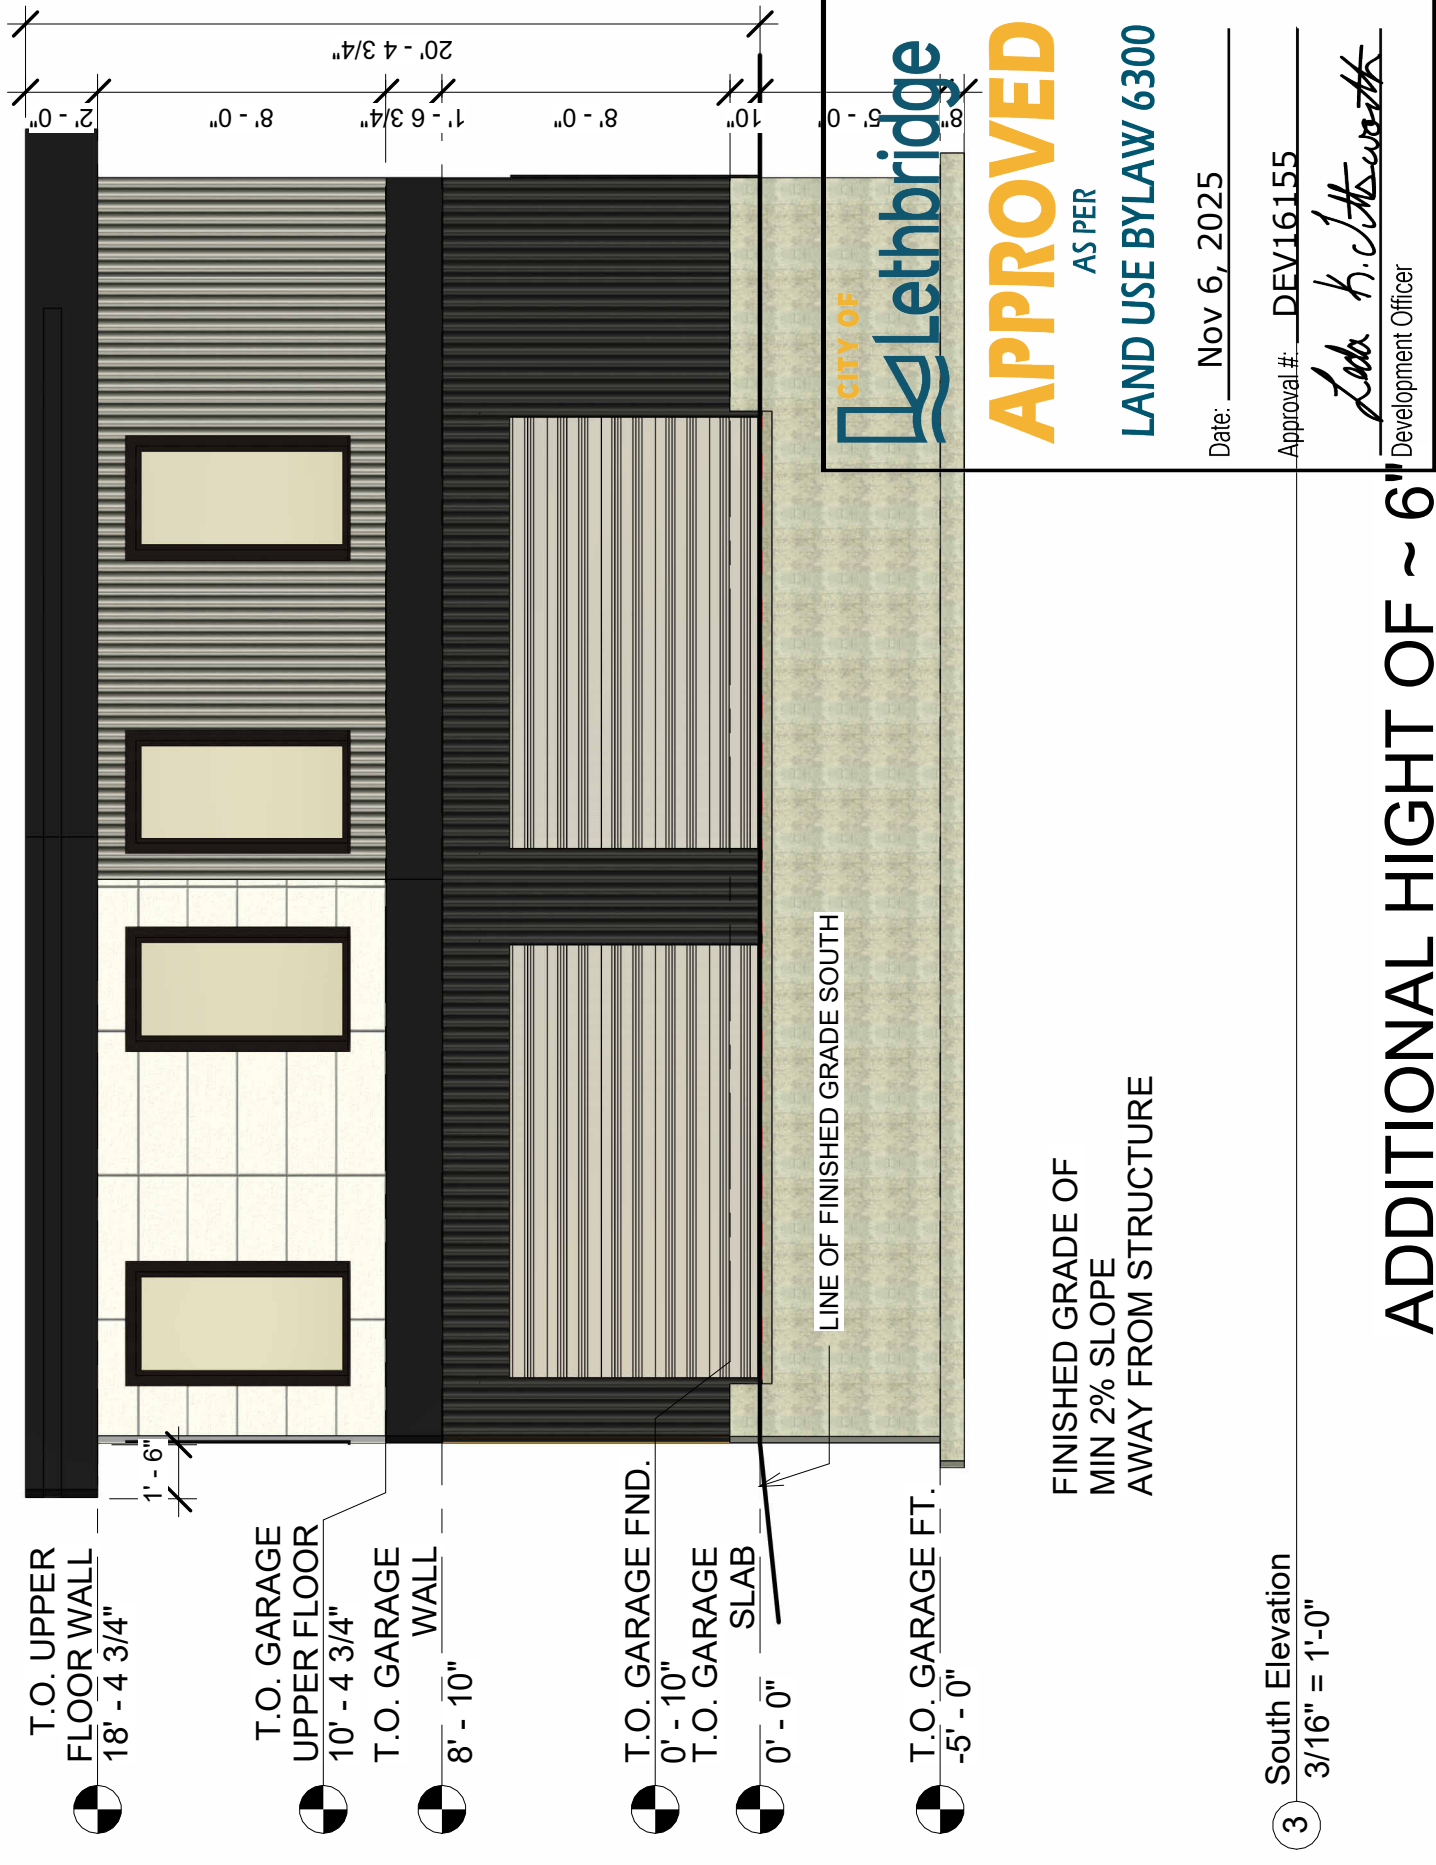 T.O. UPPER
FLOOR WALL
18' - 4 3/4"
T.O. GARAGE
UPPER FLOOR
10' - 4 3/4"
T.O. GARAGE
WALL
8' - 10"
T.O. GARAGE FND.
0' - 10"
T.O. GARAGE
SLAB
0' - 0"
T.O. GARAGE FT.
-5' - 0"
1' - 6"
2' - 0"
8' - 0"
1' - 6 3/4"
8' - 0"
10"
5' - 0"
8"
20' - 4 3/4"
LINE OF FINISHED GRADE SOUTH
FINISHED GRADE OF
MIN 2% SLOPE
AWAY FROM STRUCTURE
3
South Elevation
3/16" = 1'-0"
ADDITIONAL HIGHT OF ~ 6"
CITY OF
Lethbridge
APPROVED
AS PER
LAND USE BYLAW 6300
Date: Nov 6, 2025
Approval #: DEV16155
Development Officer